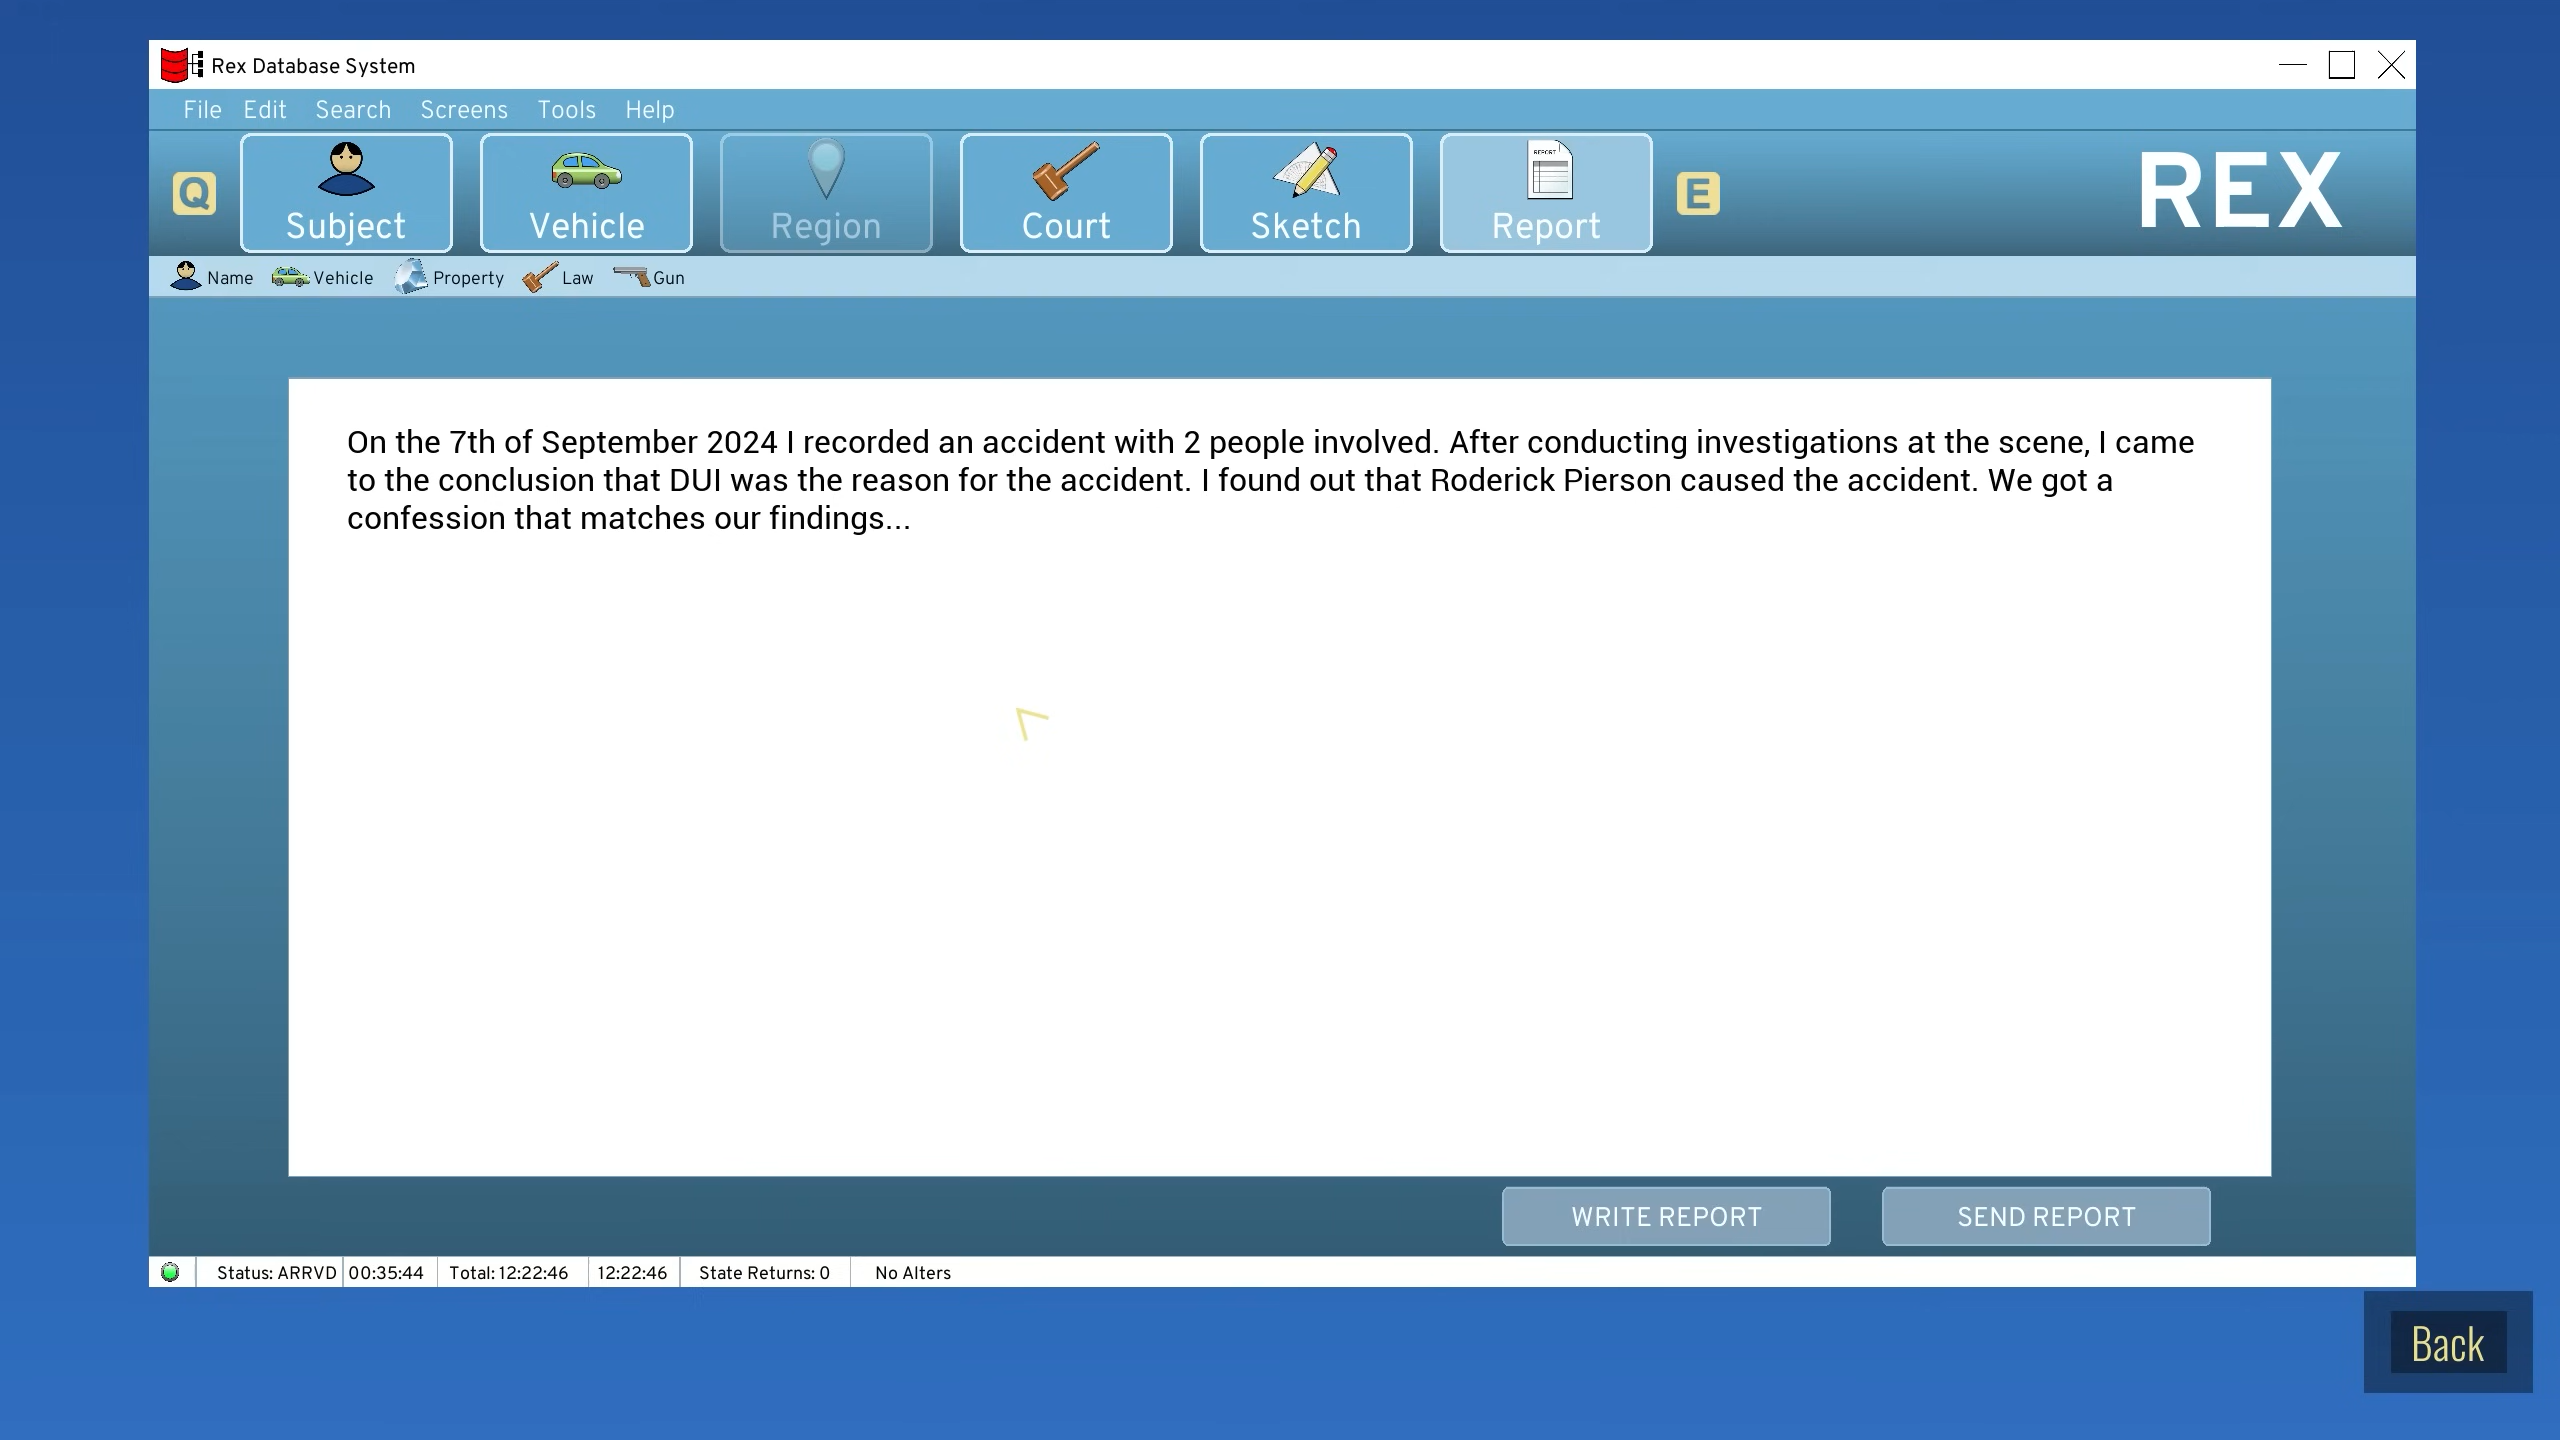 Rex Database System
File Edit Search Screens Tools Help
Q Subject Vehicle Region Court Sketch REPORT Report E REX
Name Vehicle Property Law Gun
On the 7th of September 2024 I recorded an accident with 2 people involved. After conducting investigations at the scene, I came
to the conclusion that DUI was the reason for the accident. I found out that Roderick Pierson caused the accident. We got a
confession that matches our findings...
WRITE REPORT SEND REPORT
Status: ARRVD 00:35:44 Total: 12:22:46 12:22:46 State Returns: 0 No Alters
Back